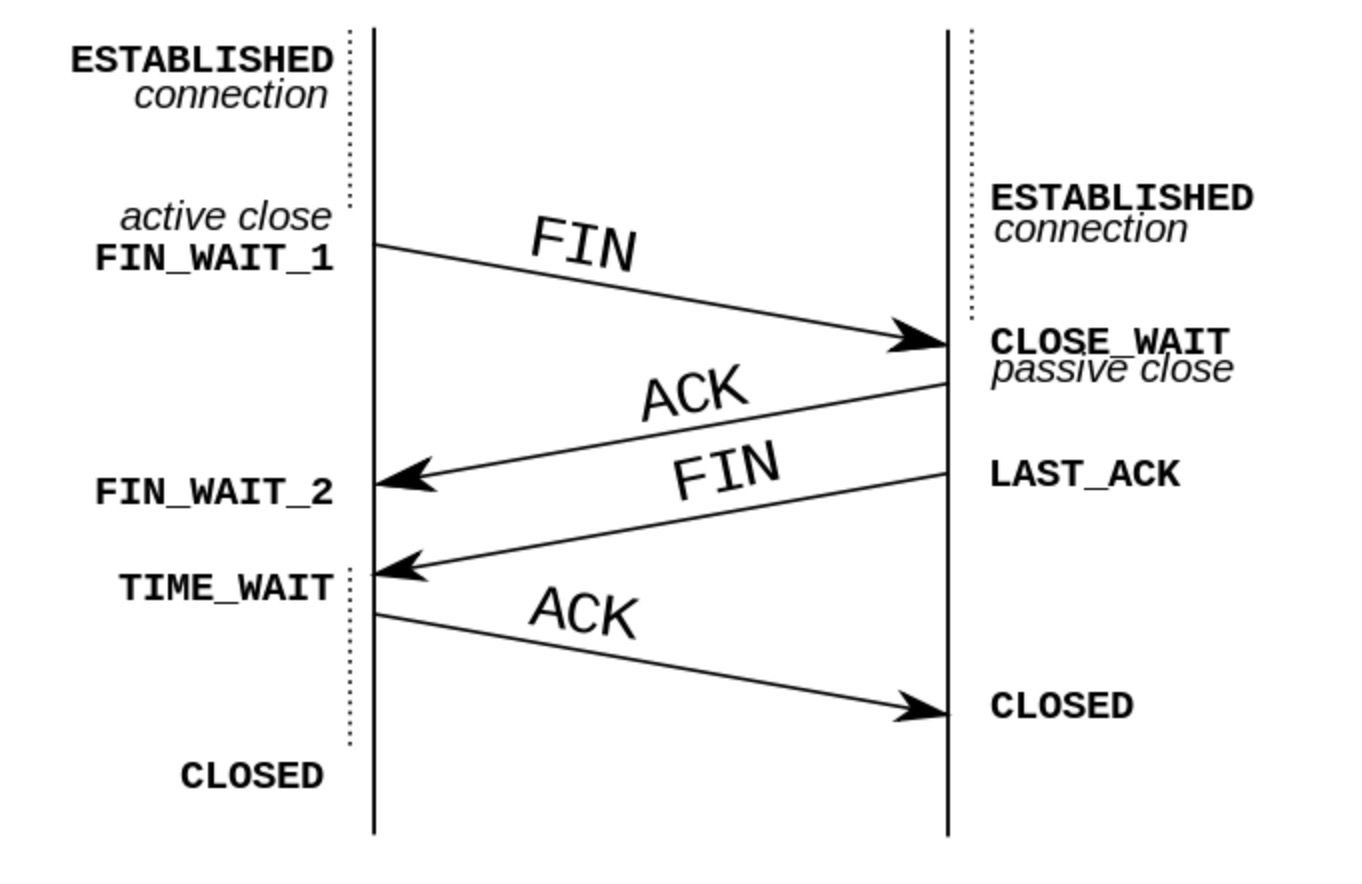 ESTABLISHED
connection
active close
FIN_WAIT_1
FIN
ESTABLISHED
connection
CLOSE_WAIT
passive close
ACK
FIN_WAIT_2
FIN
LAST_ACK
TIME_WAIT
ACK
CLOSED
CLOSED